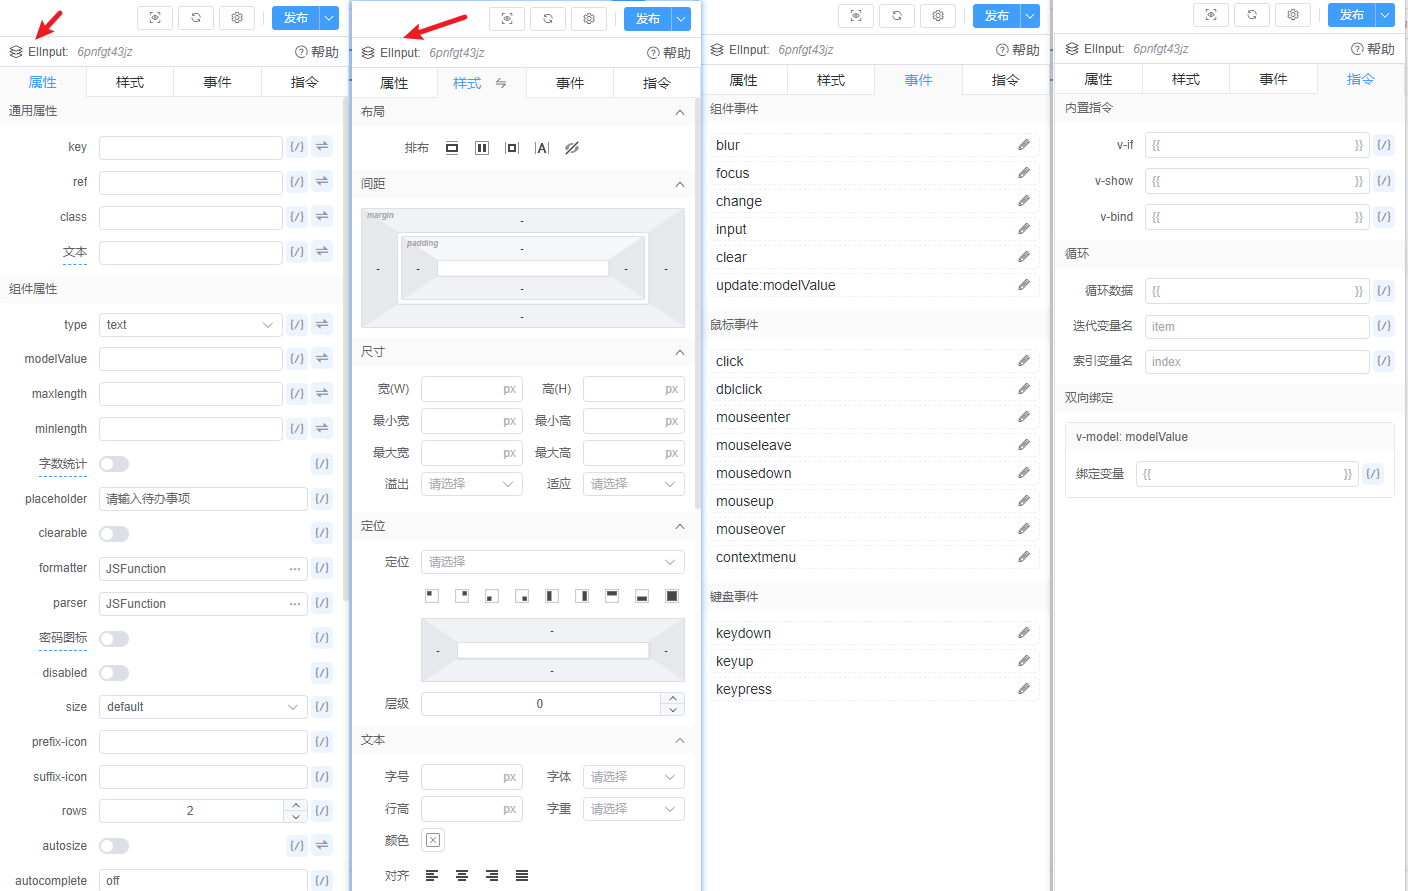 发布
ElInput: 6pnfgt43jz
帮助
属性 样式 事件 指令
通用属性
key
ref
class
文本
组件属性
type text
modelValue
maxlength
minlength
字数统计
placeholder 请输入待办事项
clearable
formatter JSFunction
parser JSFunction
密码图标
disabled
size default
prefix-icon
suffix-icon
rows 2
autosize
autocomplete off
发布
ElInput: 6pnfgt43jz
帮助
属性 样式 事件 指令
布局
排布
间距
margin
padding
尺寸
宽(W) px 高(H) px
最小宽 px 最小高 px
最大宽 px 最大高 px
溢出 请选择 适应 请选择
定位
定位 请选择
层级 0
文本
字号 px 字体 请选择
行高 px 字重 请选择
颜色
对齐
发布
ElInput: 6pnfgt43jz
帮助
属性 样式 事件 指令
组件事件
blur
focus
change
input
clear
update:modelValue
鼠标事件
click
dblclick
mouseenter
mouseleave
mousedown
mouseup
mouseover
contextmenu
键盘事件
keydown
keyup
keypress
发布
ElInput: 6pnfgt43jz
帮助
属性 样式 事件 指令
内置指令
v-if {{ }}
v-show {{ }}
v-bind {{ }}
循环
循环数据 {{ }}
迭代变量名 item
索引变量名 index
双向绑定
v-model: modelValue
绑定变量 {{ }}